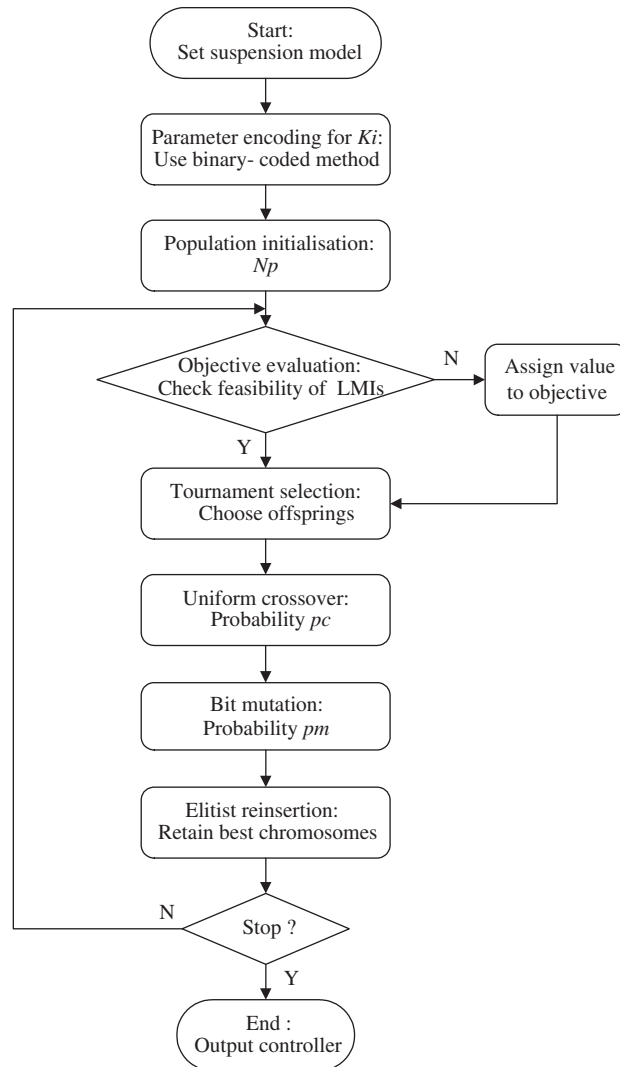 Start:
Set suspension model
Parameter encoding for Ki:
Use binary- coded method
Population initialisation:
Np
Objective evaluation:
Check feasibility of LMIs
N
Assign value
to objective
Y
Tournament selection:
Choose offsprings
Uniform crossover:
Probability pc
Bit mutation:
Probability pm
Elitist reinsertion:
Retain best chromosomes
N
Stop ?
Y
End :
Output controller